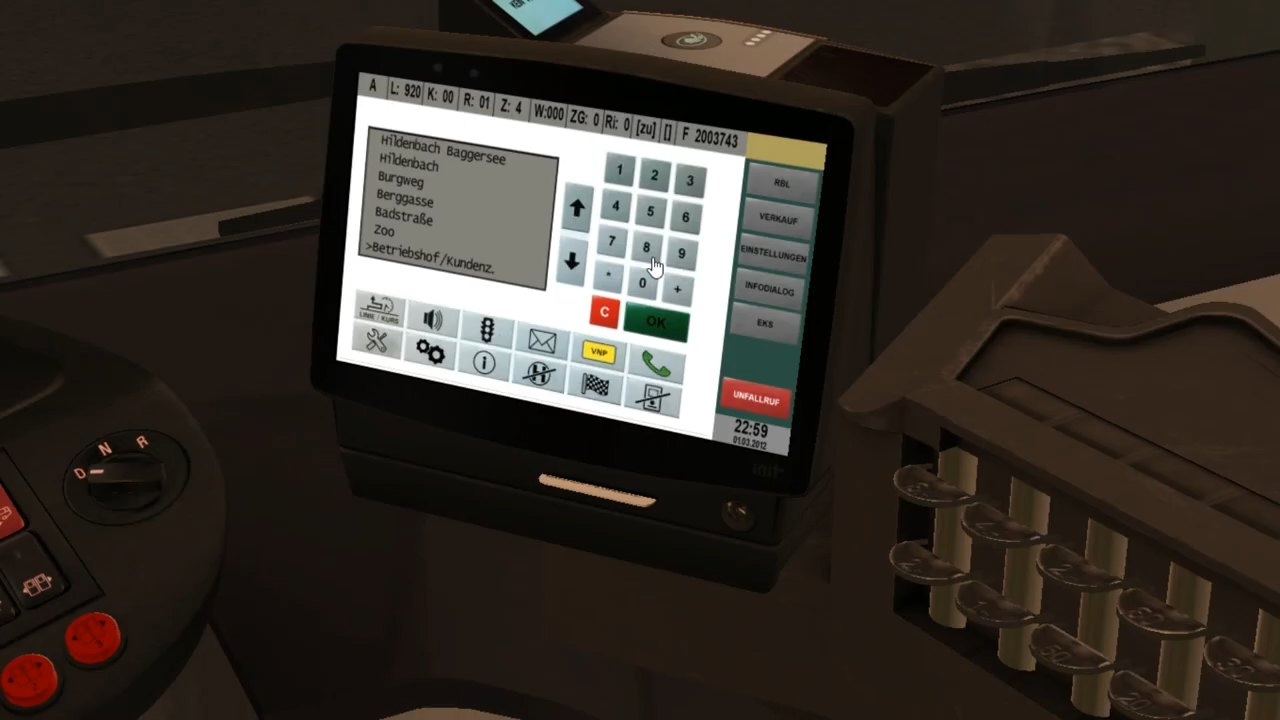 A L: 920 K: 00 R: 01 Z: 4 W:000 ZG: 0 Ri: 0 [zu] [] F 2003743
Hildenbach Baggersee
Hildenbach
Burgweg
Berggasse
Badstraße
Zoo
>Betriebshof/Kundenz.
1 2 3
4 5 6
7 8 9
* 0 +
C OK
LINIE / KURS
VNP
RBL
VERKAUF
EINSTELLUNGEN
INFODIALOG
EKS
UNFALLRUF
22:59
01.03.2012
init
D N R